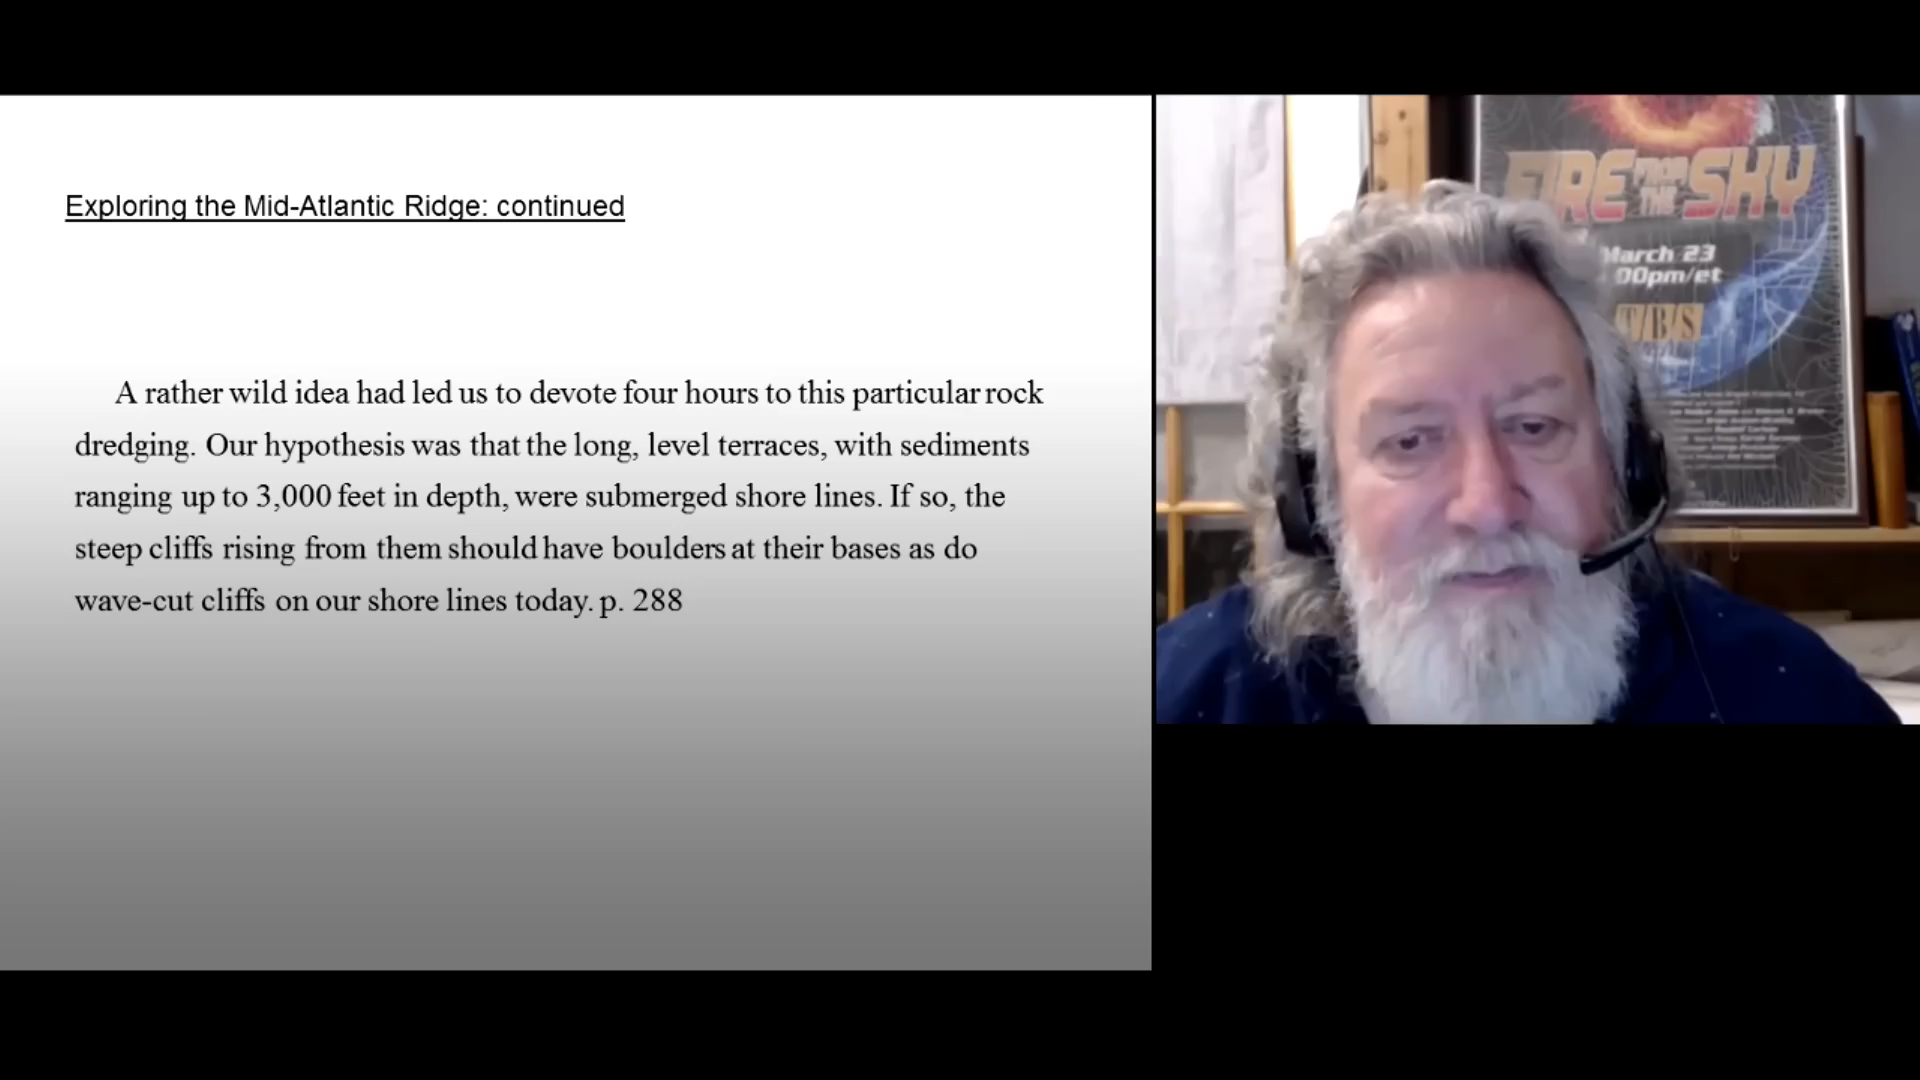 Exploring the Mid-Atlantic Ridge: continued
A rather wild idea had led us to devote four hours to this particular rock
dredging. Our hypothesis was that the long, level terraces, with sediments
ranging up to 3,000 feet in depth, were submerged shore lines. If so, the
steep cliffs rising from them should have boulders at their bases as do
wave-cut cliffs on our shore lines today. p. 288
FIRE FROM THE SKY
March 23
00pm/et
TBS